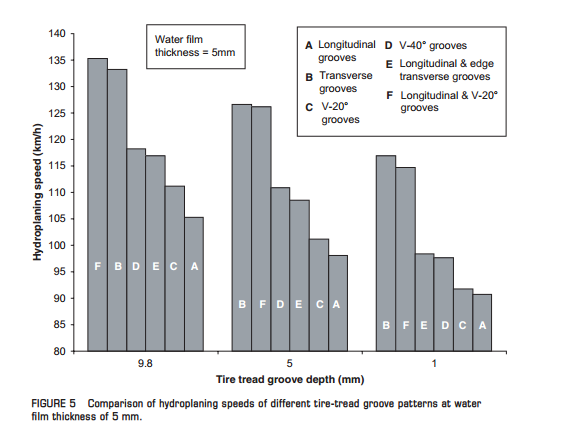 140
135
130
125
120
115
110
105
100
95
90
85
80
Hydroplaning speed (km/h)
Water film
thickness = 5mm
A Longitudinal
grooves
B Transverse
grooves
C V-20°
grooves
D V-40° grooves
E Longitudinal & edge
transverse grooves
F Longitudinal & V-20°
grooves
F B D E C A
B F D E C A
B F E D C A
9.8 5 1
Tire tread groove depth (mm)
FIGURE 5 Comparison of hydroplaning speeds of different tire-tread groove patterns at water
film thickness of 5 mm.